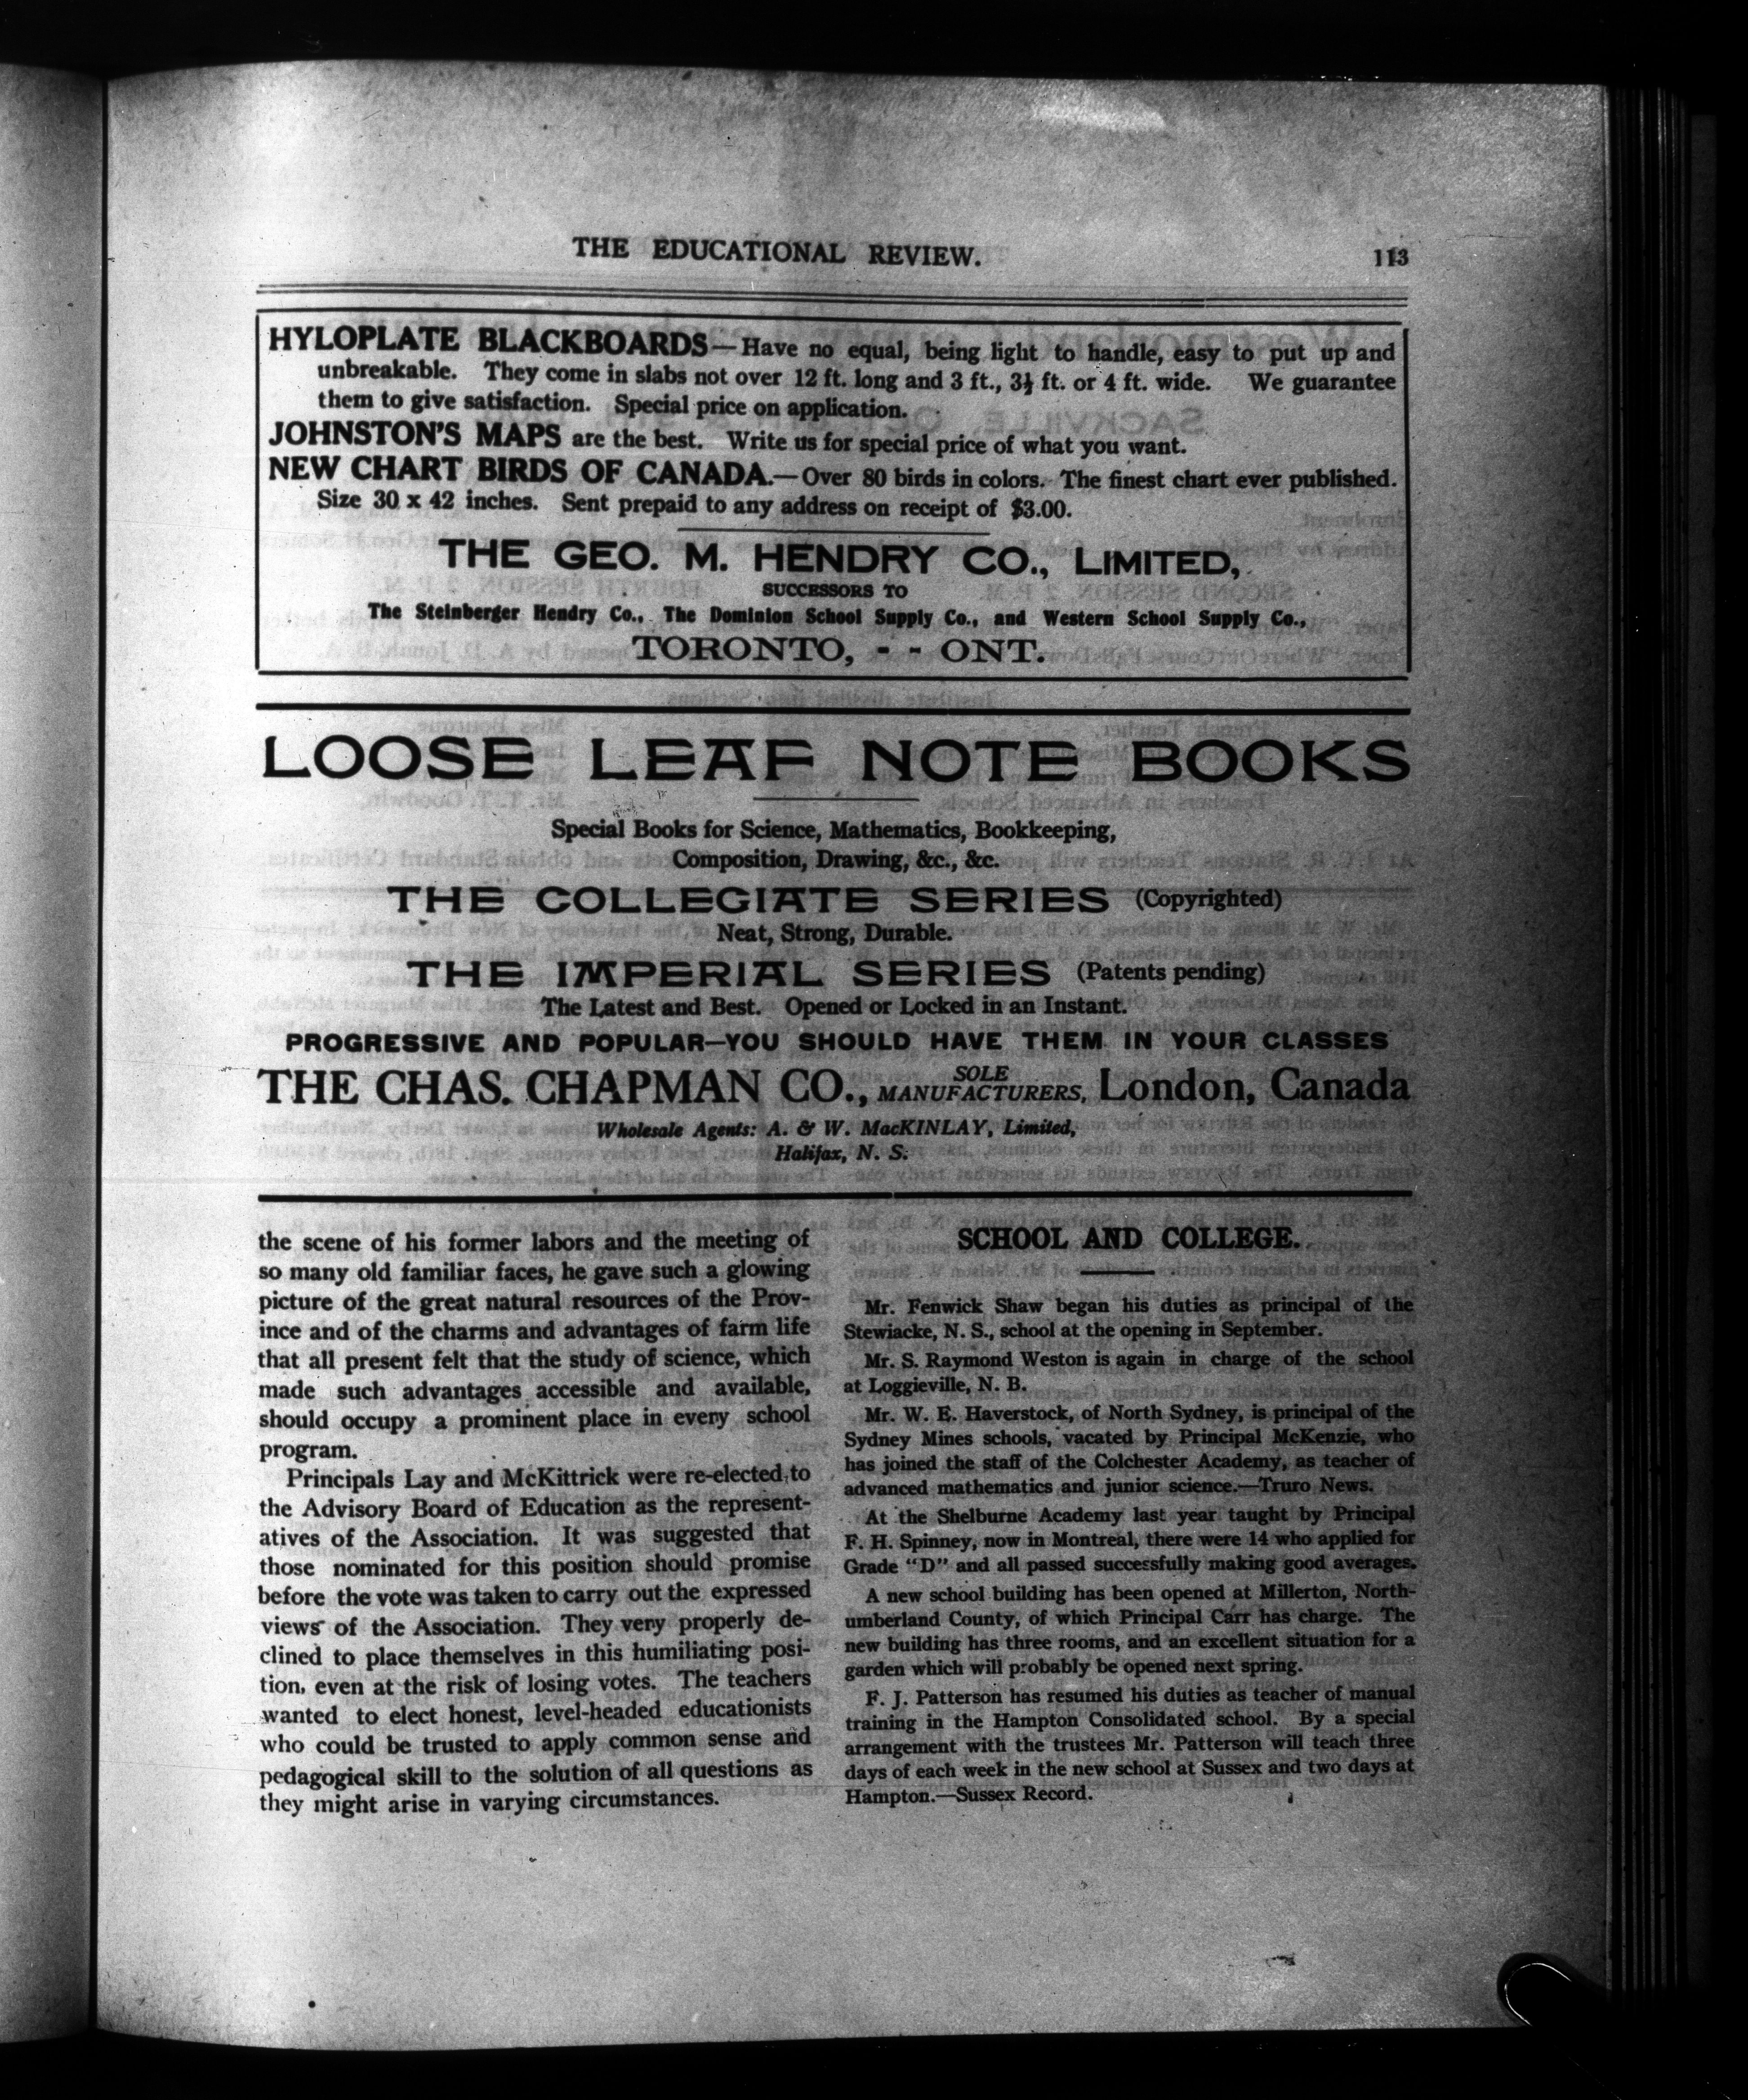 THE EDUCATIONAL REVIEW. 113
HYLOPLATE BLACKBOARDS—Have no equal, being light to handle, easy to put up and
unbreakable. They come in slabs not over 12 ft. long and 3 ft., 3½ ft. or 4 ft. wide. We guarantee
them to give satisfaction. Special price on application.
JOHNSTON'S MAPS are the best. Write us for special price of what you want.
NEW CHART BIRDS OF CANADA.—Over 80 birds in colors. The finest chart ever published.
Size 30 x 42 inches. Sent prepaid to any address on receipt of $3.00.
THE GEO. M. HENDRY CO., LIMITED,
SUCCESSORS TO
The Steinberger Hendry Co., The Dominion School Supply Co., and Western School Supply Co.,
TORONTO, - - ONT.
LOOSE LEAF NOTE BOOKS
Special Books for Science, Mathematics, Bookkeeping,
Composition, Drawing, &c., &c.
THE COLLEGIATE SERIES (Copyrighted)
Neat, Strong, Durable.
THE IMPERIAL SERIES (Patents pending)
The Latest and Best. Opened or Locked in an Instant.
PROGRESSIVE AND POPULAR—YOU SHOULD HAVE THEM IN YOUR CLASSES
THE CHAS. CHAPMAN CO., SOLE MANUFACTURERS, London, Canada
Wholesale Agents: A. & W. MacKINLAY, Limited,
Halifax, N. S.
the scene of his former labors and the meeting of
so many old familiar faces, he gave such a glowing
picture of the great natural resources of the Prov-
ince and of the charms and advantages of farm life
that all present felt that the study of science, which
made such advantages accessible and available,
should occupy a prominent place in every school
program.
Principals Lay and McKittrick were re-elected to
the Advisory Board of Education as the represent-
atives of the Association. It was suggested that
those nominated for this position should promise
before the vote was taken to carry out the expressed
views of the Association. They very properly de-
clined to place themselves in this humiliating posi-
tion, even at the risk of losing votes. The teachers
wanted to elect honest, level-headed educationists
who could be trusted to apply common sense and
pedagogical skill to the solution of all questions as
they might arise in varying circumstances.
SCHOOL AND COLLEGE.
Mr. Fenwick Shaw began his duties as principal of the
Stewiacke, N. S., school at the opening in September.
Mr. S. Raymond Weston is again in charge of the school
at Loggieville, N. B.
Mr. W. E. Haverstock, of North Sydney, is principal of the
Sydney Mines schools, vacated by Principal McKenzie, who
has joined the staff of the Colchester Academy, as teacher of
advanced mathematics and junior science.—Truro News.
At the Shelburne Academy last year taught by Principal
F. H. Spinney, now in Montreal, there were 14 who applied for
Grade "D" and all passed successfully making good averages.
A new school building has been opened at Millerton, North-
umberland County, of which Principal Carr has charge. The
new building has three rooms, and an excellent situation for a
garden which will probably be opened next spring.
F. J. Patterson has resumed his duties as teacher of manual
training in the Hampton Consolidated school. By a special
arrangement with the trustees Mr. Patterson will teach three
days of each week in the new school at Sussex and two days at
Hampton.—Sussex Record.